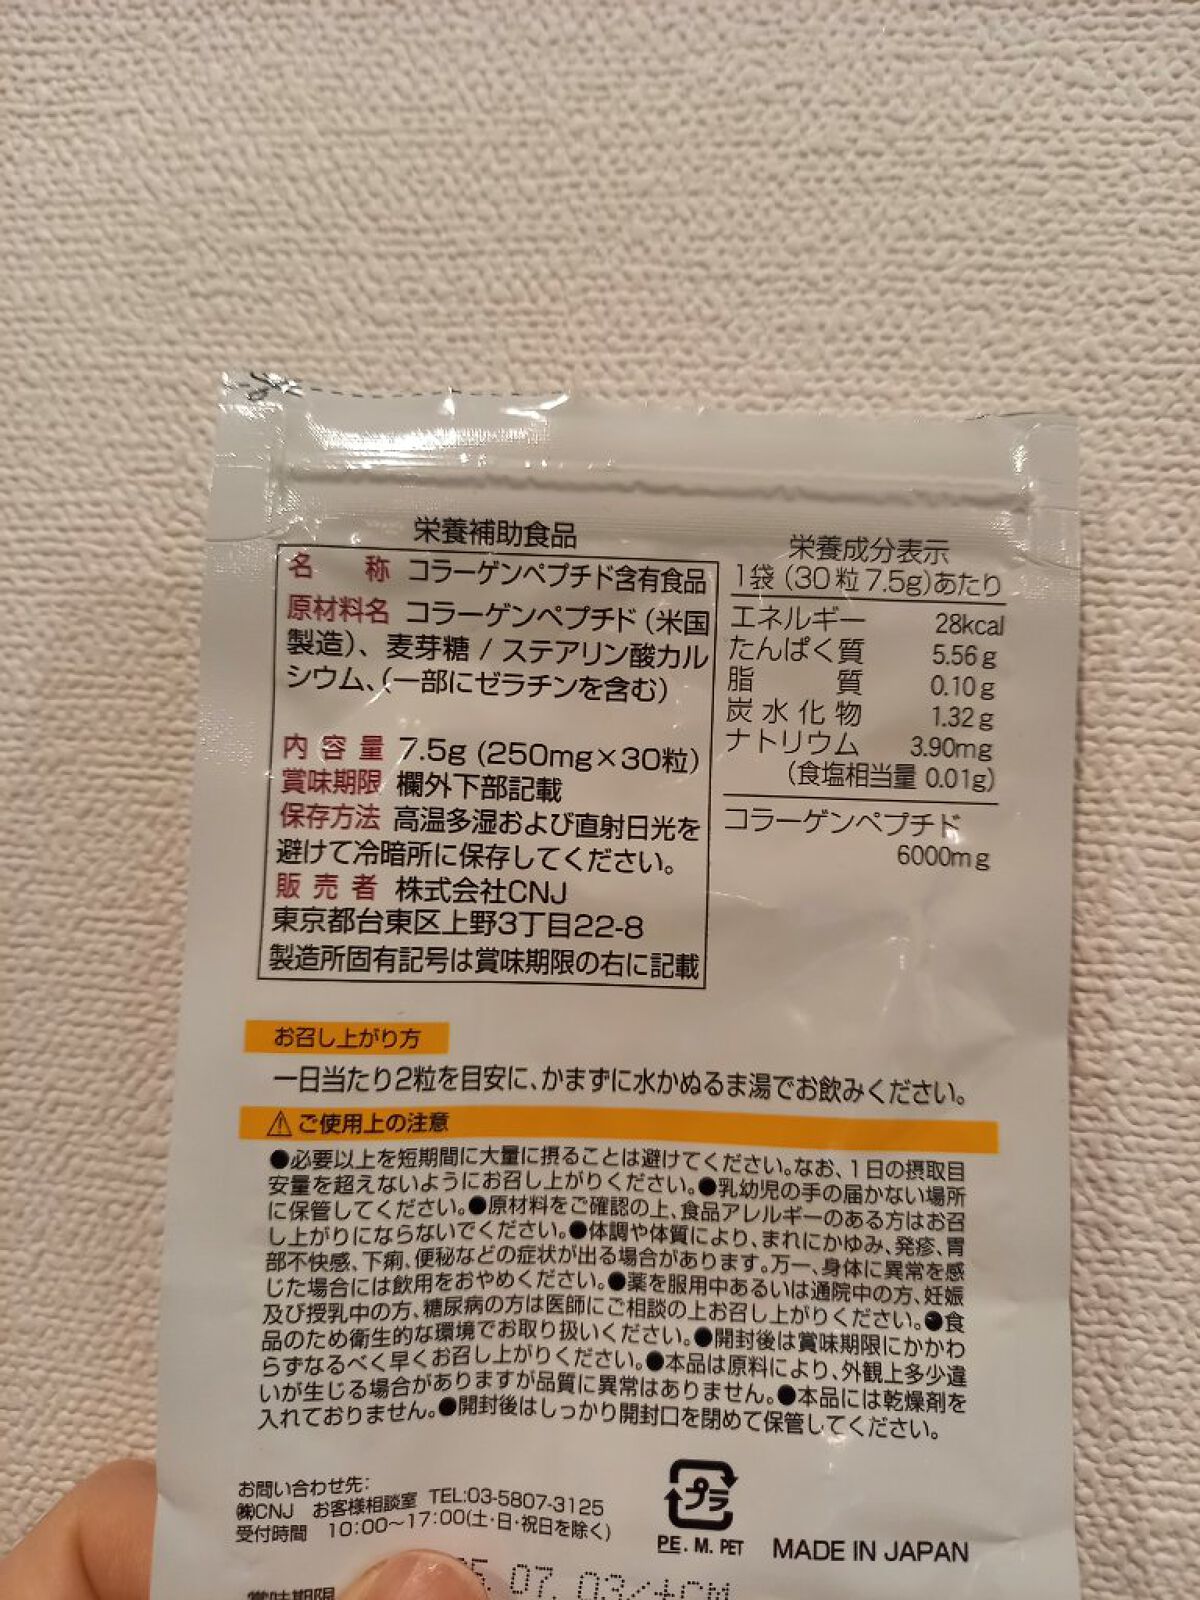 栄養補助食品
名 称 コラーゲンペプチド含有食品
原材料名 コラーゲンペプチド(米国
製造)、麦芽糖 / ステアリン酸カル
シウム、(一部にゼラチンを含む)
内容量 7.5g (250mg×30粒)
賞味期限 欄外下部記載
保存方法 高温多湿および直射日光を
避けて冷暗所に保存してください。
販売者 株式会社CNJ
東京都台東区上野3丁目22-8
製造所固有記号は賞味期限の右に記載
栄養成分表示
1袋(30粒7.5g)あたり
エネルギー 28kcal
たんぱく質 5.56g
脂質 0.10g
炭水化物 1.32g
ナトリウム 3.90mg
(食塩相当量 0.01g)
コラーゲンペプチド
6000mg
お召し上がり方
一日当たり2粒を目安に、かまずに水かぬるま湯でお飲みください。
⚠ご使用上の注意
●必要以上を短期間に大量に摂ることは避けてください。なお、1日の摂取目
安量を超えないようにお召し上がりください。●乳幼児の手の届かない場所
に保管してください。●原材料をご確認の上、食品アレルギーのある方はお召
し上がりにならないでください。●体調や体質により、まれにかゆみ、発疹、胃
部不快感、下痢、便秘などの症状が出る場合があります。万一、身体に異常を感
じた場合には飲用をおやめください。●薬を服用中あるいは通院中の方、妊娠
及び授乳中の方、糖尿病の方は医師にご相談の上お召し上がりください。●食
品のため衛生的な環境でお取り扱いください。●開封後は賞味期限にかかわ
らずなるべく早くお召し上がりください。●本品は原料により、外観上多少違
いが生じる場合がありますが品質に異常はありません。●本品には乾燥剤を
入れておりません。●開封後はしっかり開封口を閉めて保管してください。
お問い合わせ先:
㈱CNJ お客様相談室 TEL:03-5807-3125
受付時間 10:00~17:00(土・日・祝日を除く)
プラ
PE. M. PET
MADE IN JAPAN
賞味期限
5.07.03/+CM